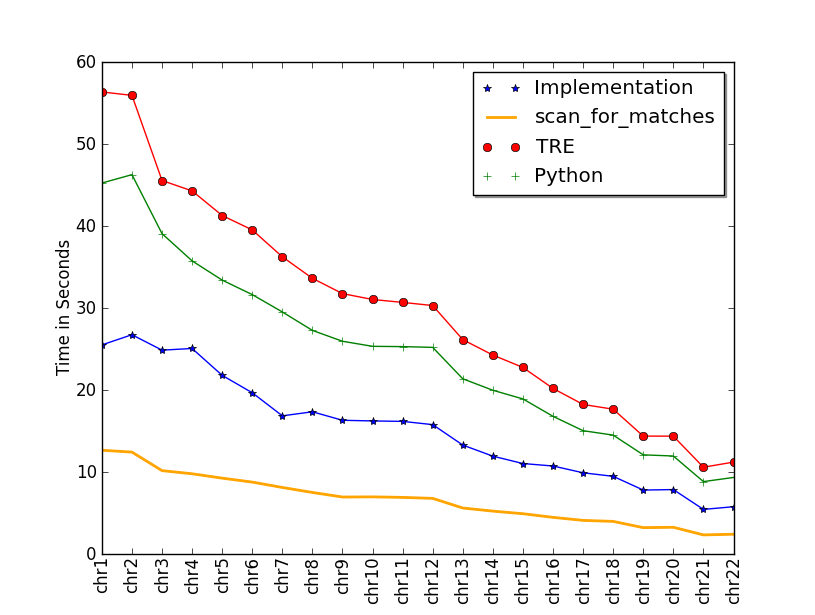 60
50
40
30
20
10
0
Time in Seconds
Implementation
scan_for_matches
TRE
Python
chr1
chr2
chr3
chr4
chr5
chr6
chr7
chr8
chr9
chr10
chr11
chr12
chr13
chr14
chr15
chr16
chr17
chr18
chr19
chr20
chr21
chr22